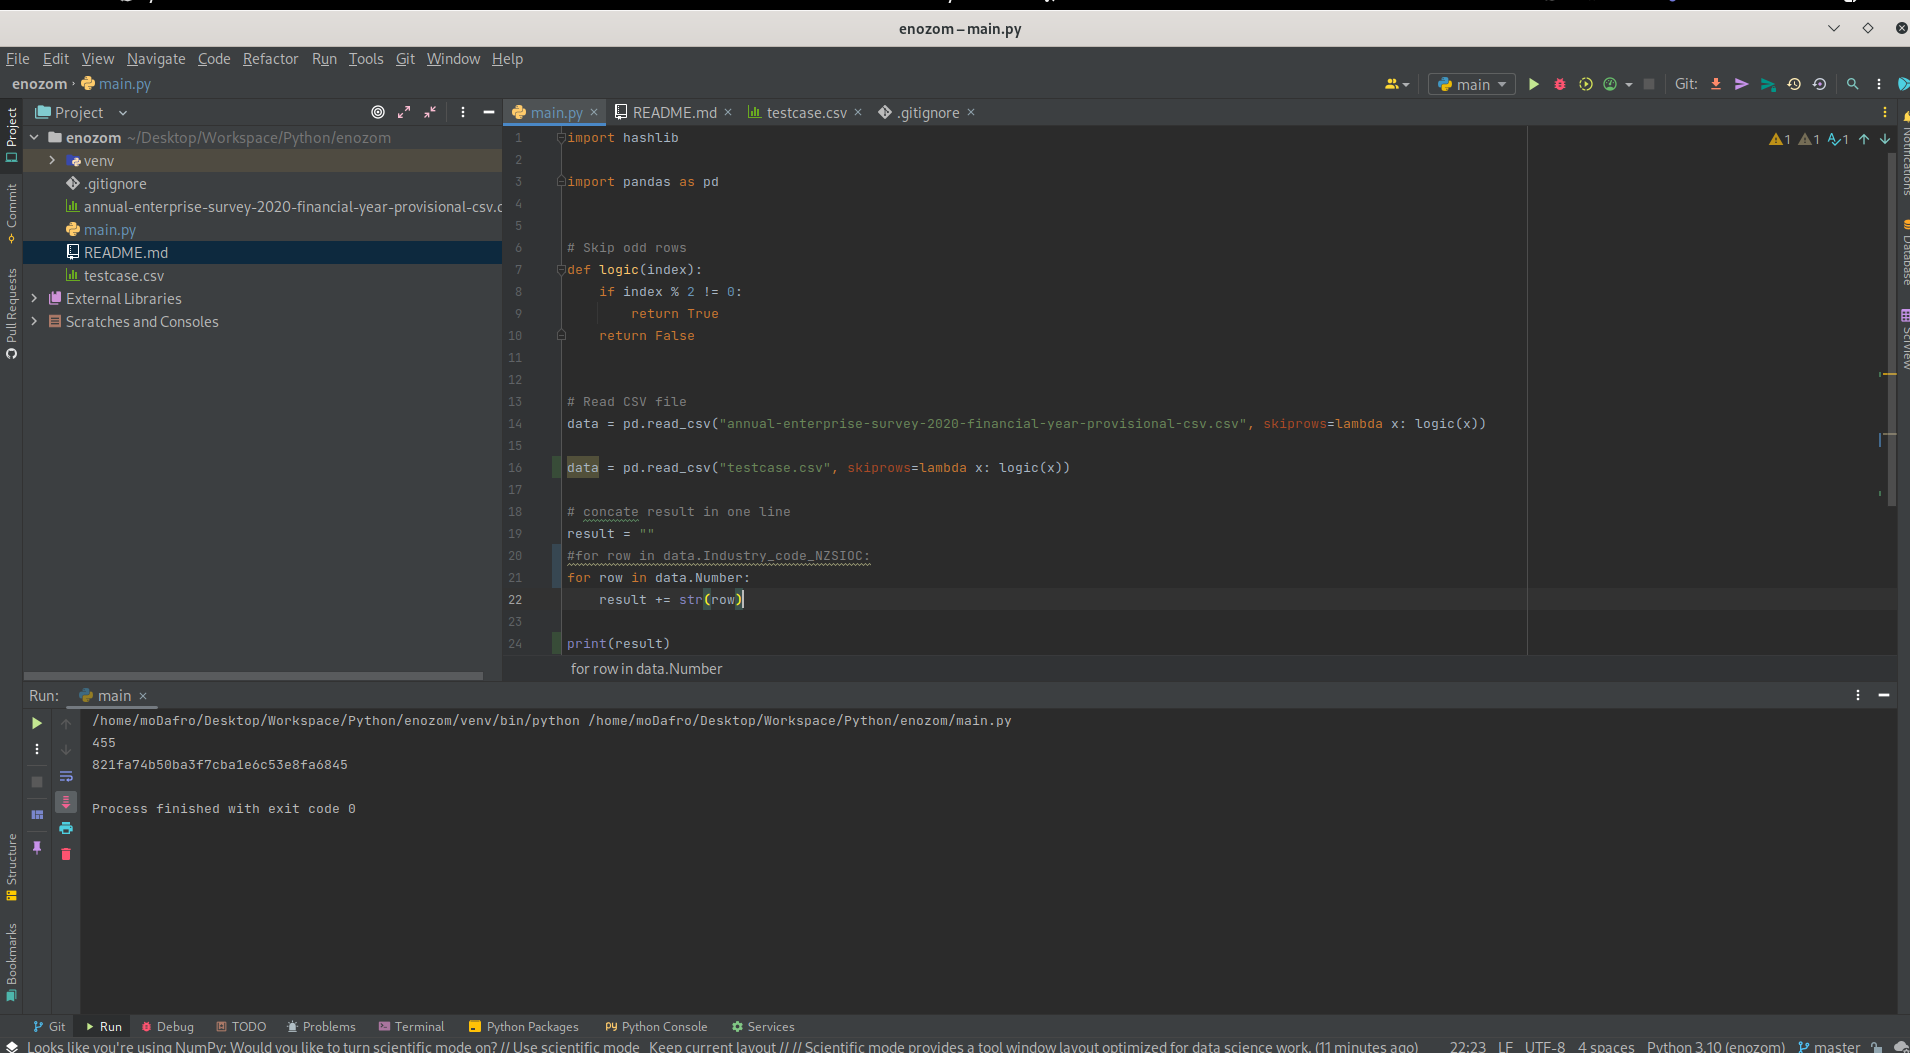 enozom – main.py
File Edit View Navigate Code Refactor Run Tools Git Window Help
enozom › main.py
main
Git:
Project
main.py × README.md × testcase.csv × .gitignore ×
enozom ~/Desktop/Workspace/Python/enozom
venv
.gitignore
annual-enterprise-survey-2020-financial-year-provisional-csv.c
main.py
README.md
testcase.csv
External Libraries
Scratches and Consoles
Project
Commit
Pull Requests
1 import hashlib
2
3 import pandas as pd
4
5
6 # Skip odd rows
7 def logic(index):
8 if index % 2 != 0:
9 return True
10 return False
11
12
13 # Read CSV file
14 data = pd.read_csv("annual-enterprise-survey-2020-financial-year-provisional-csv.csv", skiprows=lambda x: logic(x))
15
16 data = pd.read_csv("testcase.csv", skiprows=lambda x: logic(x))
17
18 # concate result in one line
19 result = ""
20 #for row in data.Industry_code_NZSIOC:
21 for row in data.Number:
22 result += str(row)
23
24 print(result)
1 1 1
for row in data.Number
Notifications
Database
SciView
Run: main ×
/home/moDafro/Desktop/Workspace/Python/enozom/venv/bin/python /home/moDafro/Desktop/Workspace/Python/enozom/main.py
455
821fa74b50ba3f7cba1e6c53e8fa6845
Process finished with exit code 0
Structure
Bookmarks
Git Run Debug TODO Problems Terminal Python Packages Python Console Services
Looks like you're using NumPy: Would you like to turn scientific mode on? // Use scientific mode Keep current layout // // Scientific mode provides a tool window layout optimized for data science work. (11 minutes ago) 22:23 LF UTF-8 4 spaces Python 3.10 (enozom) master